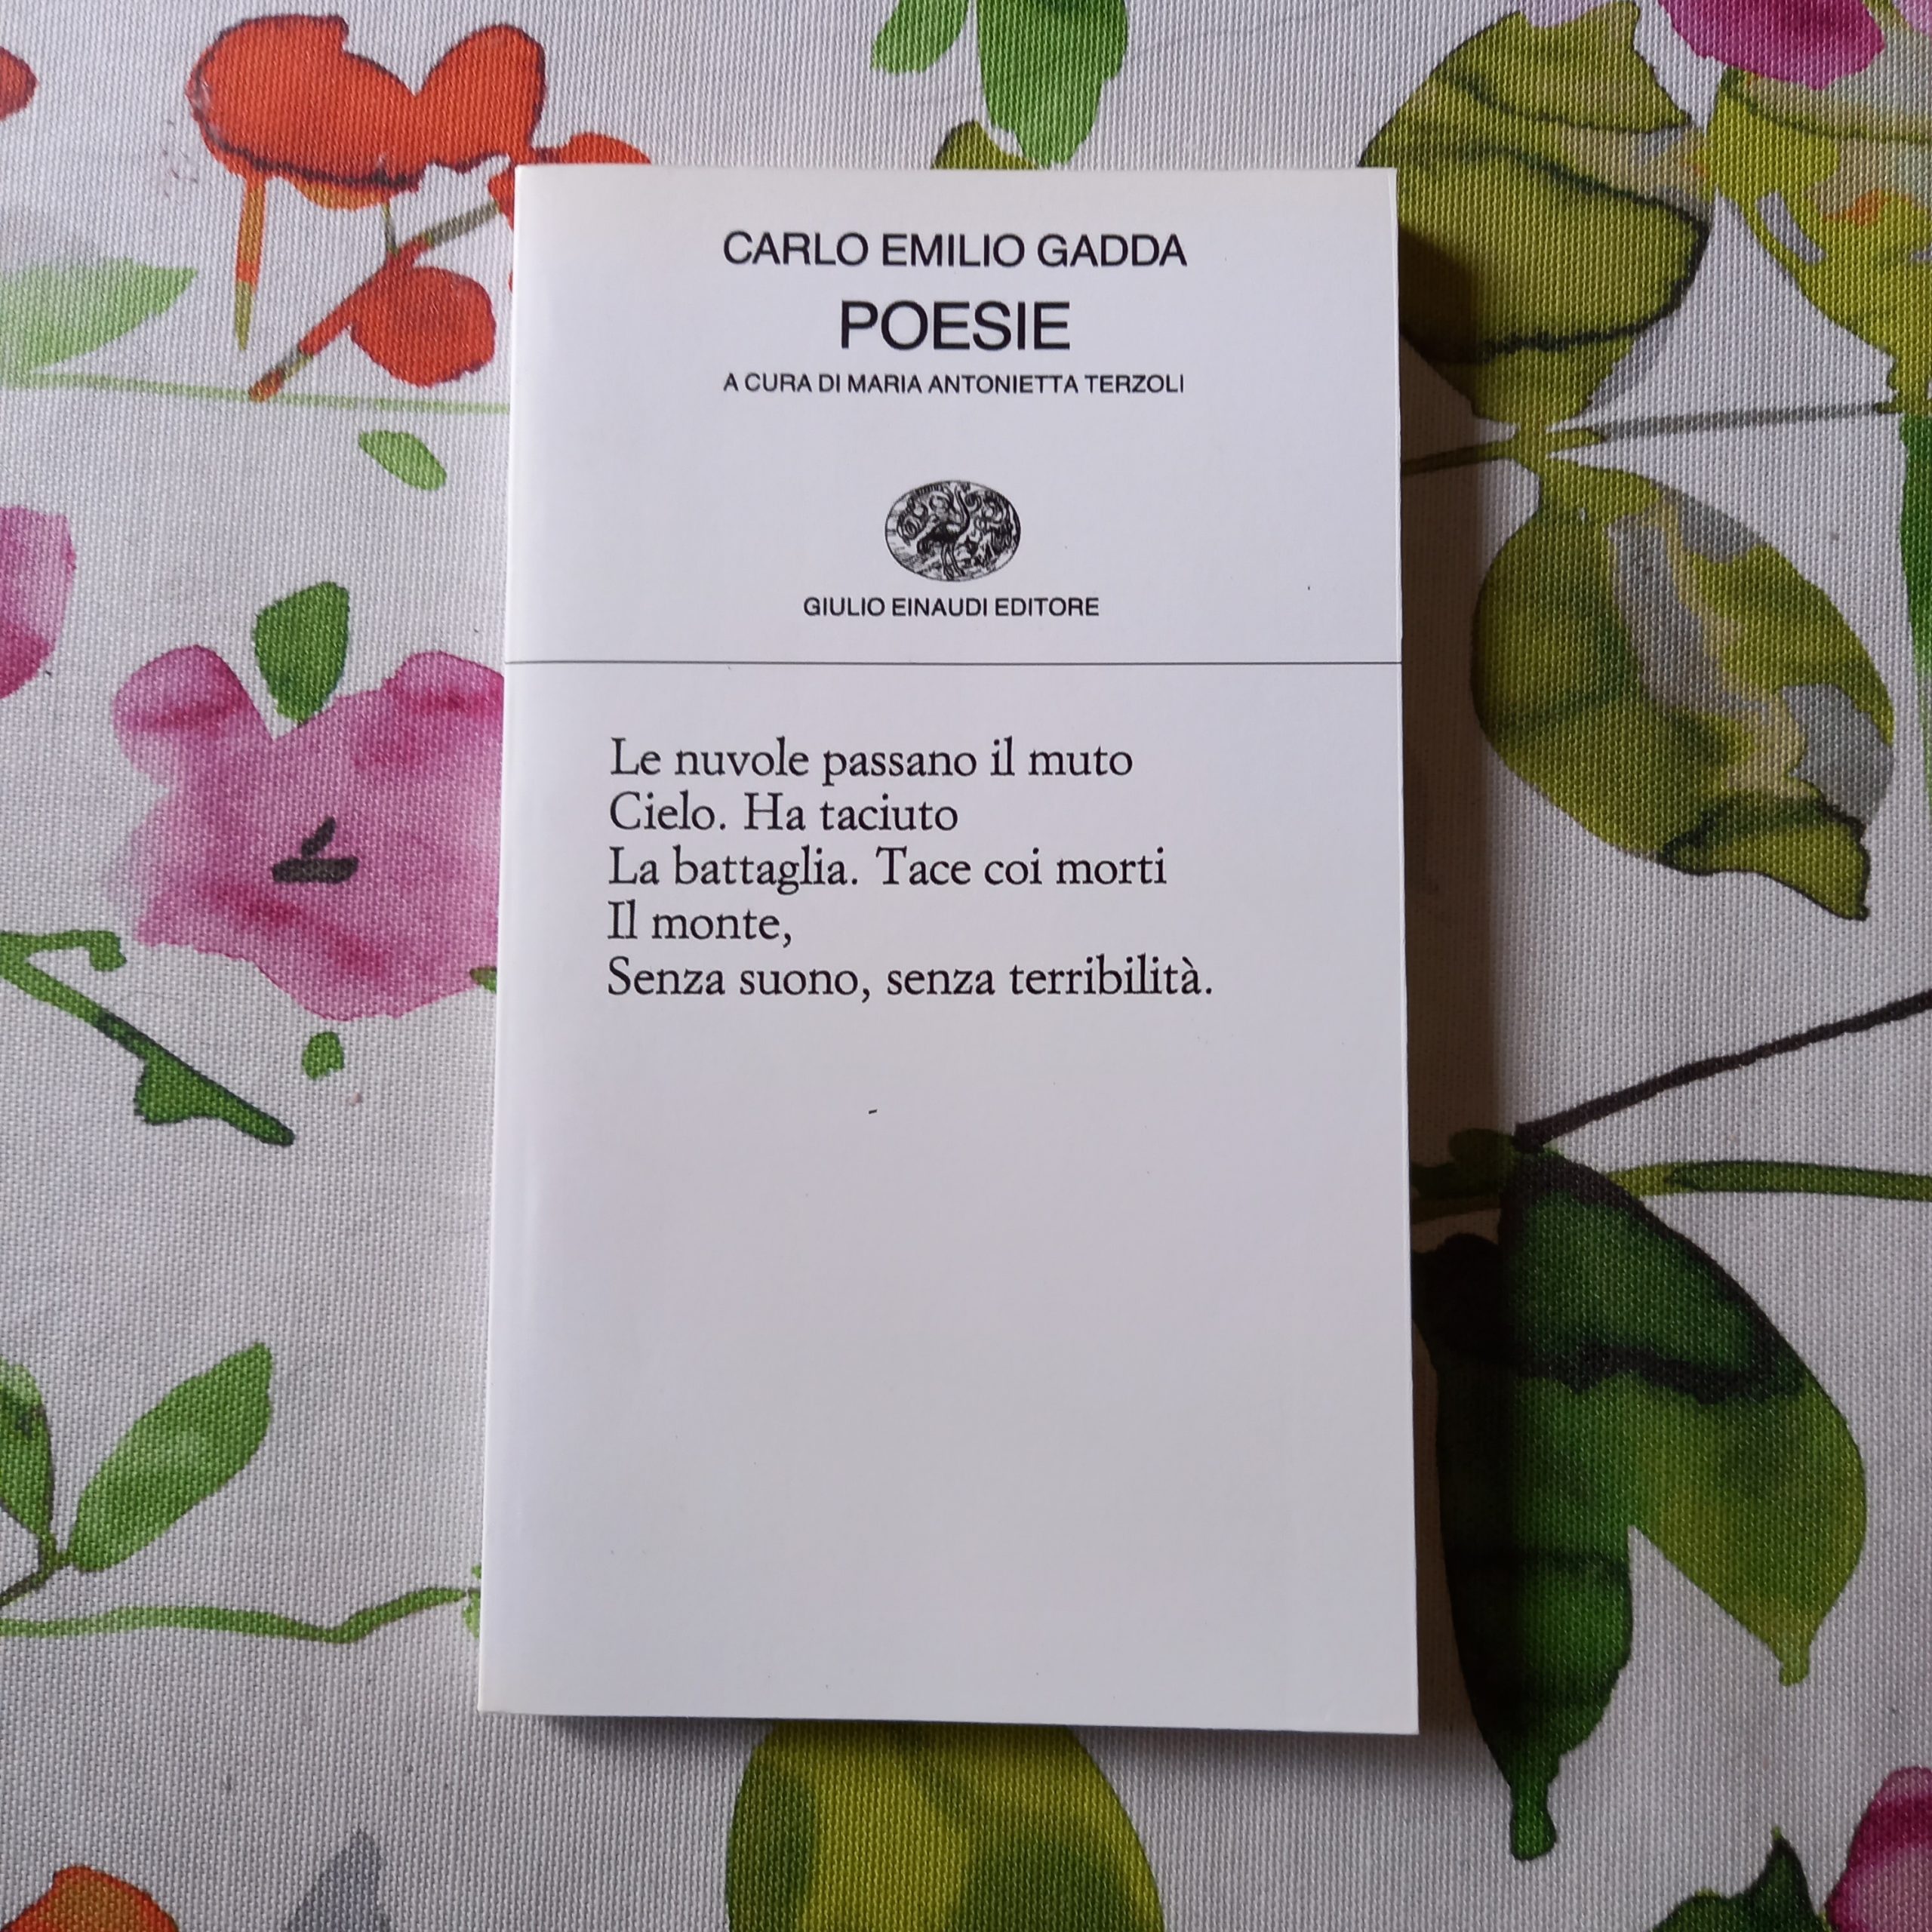 CARLO EMILIO GADDA
POESIE
A CURA DI MARIA ANTONIETTA TERZOLI
GIULIO EINAUDI EDITORE
Le nuvole passano il muto
Cielo. Ha taciuto
La battaglia. Tace coi morti
Il monte,
Senza suono, senza terribilità.